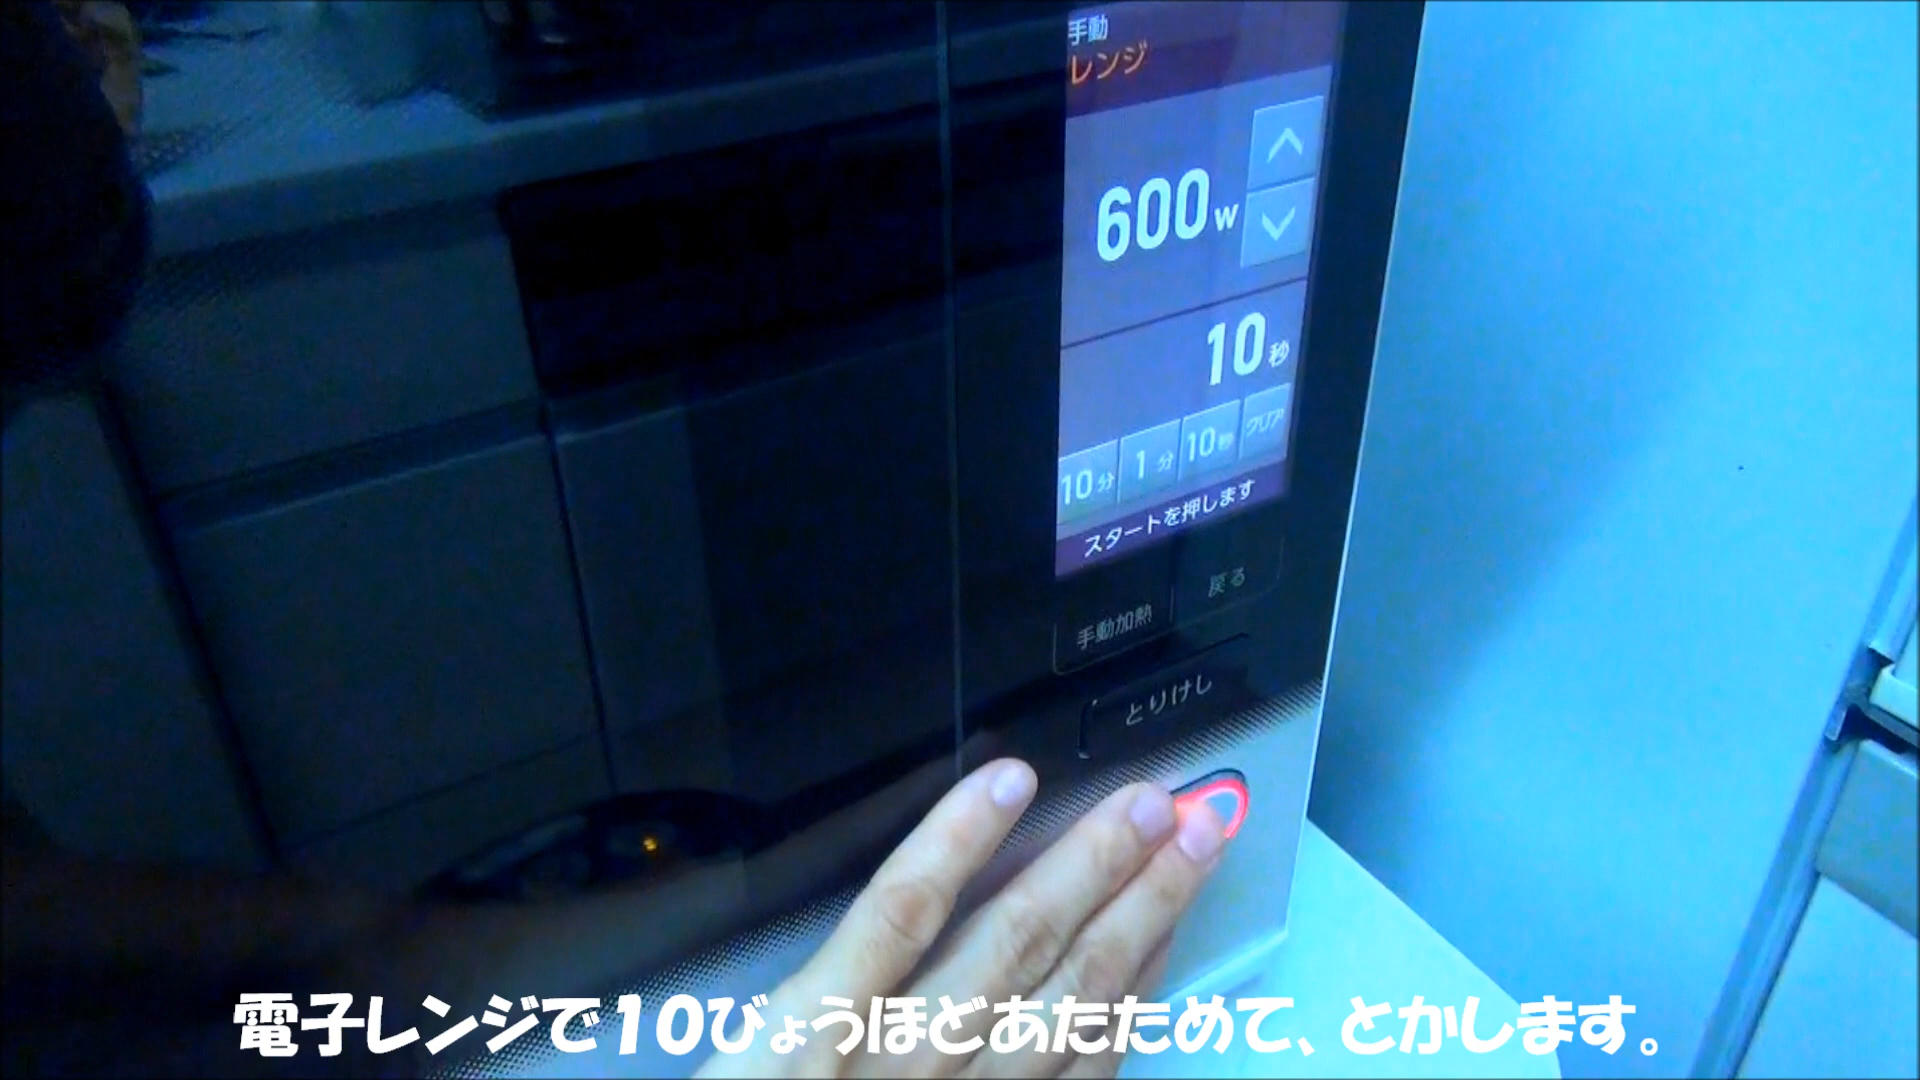 手動
レンジ
600w
10秒
10分 1分 10秒 クリア
スタートを押します
手動加熱 戻る
とりけし
電子レンジで10びょうほどあたためて、とかします。